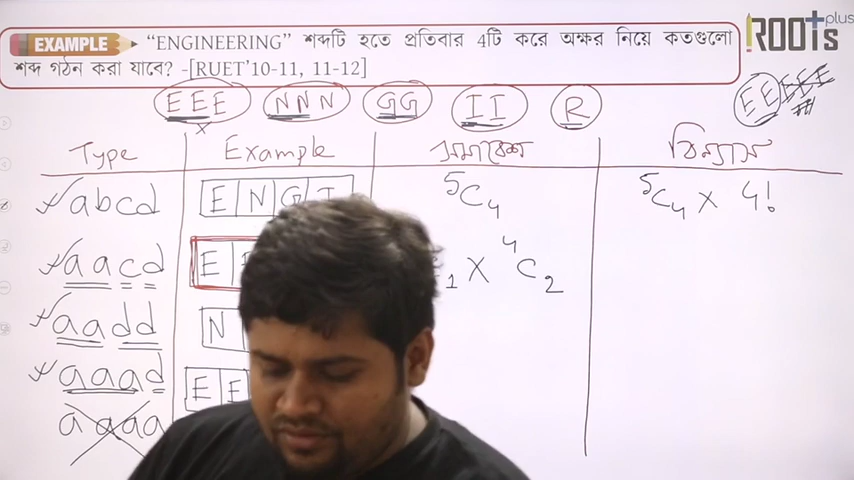 EXAMPLE "ENGINEERING" শব্দটি হতে প্রতিবার 4টি করে অক্ষর নিয়ে কতগুলো
শব্দ গঠন করা যাবে? -[RUET'10-11, 11-12]
ROOTs plus
EEE NNN GG II R
EE EEE
Type Example সমাবেশ বিন্যাস
abcd E N G I ⁵C₄ ⁵C₄ × 4!
aacd E ₁ × ⁴C₂
aadd N
aaad E E
aaaa